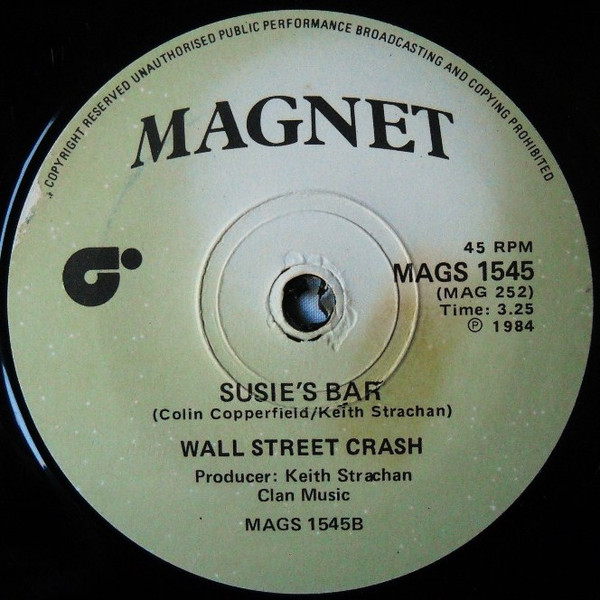 COPYRIGHT RESERVED UNAUTHORISED PUBLIC PERFORMANCE BROADCASTING AND COPYING PROHIBITED
MAGNET
45 RPM
MAGS 1545
(MAG 252)
Time: 3.25
℗ 1984
SUSIE'S BAR
(Colin Copperfield/Keith Strachan)
WALL STREET CRASH
Producer: Keith Strachan
Clan Music
MAGS 1545B